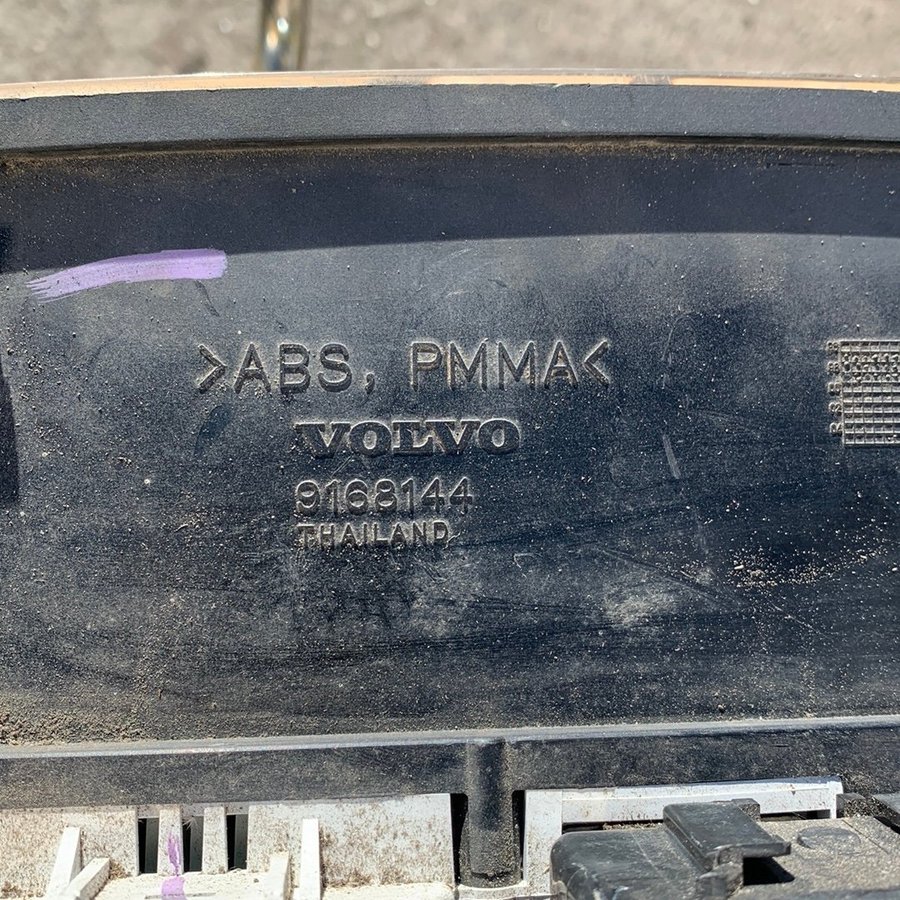 >ABS, PMMA<
VOLVO
9168144
THAILAND